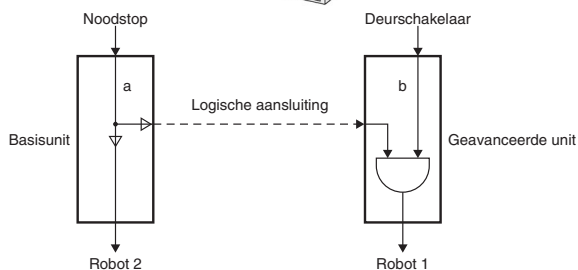 Noodstop
Deurschakelaar
a
b
Logische aansluiting
Basisunit
Geavanceerde unit
Robot 2
Robot 1